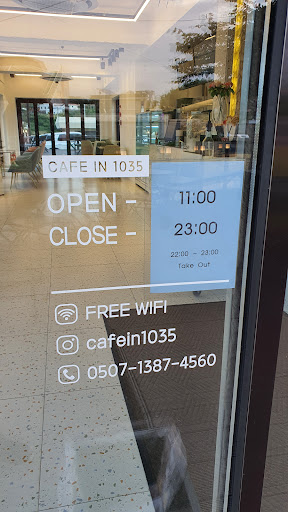 CAFE IN 1035
OPEN - 11:00
CLOSE - 23:00
22:00 - 23:00
Take Out
FREE WIFI
cafein1035
0507-1387-4560